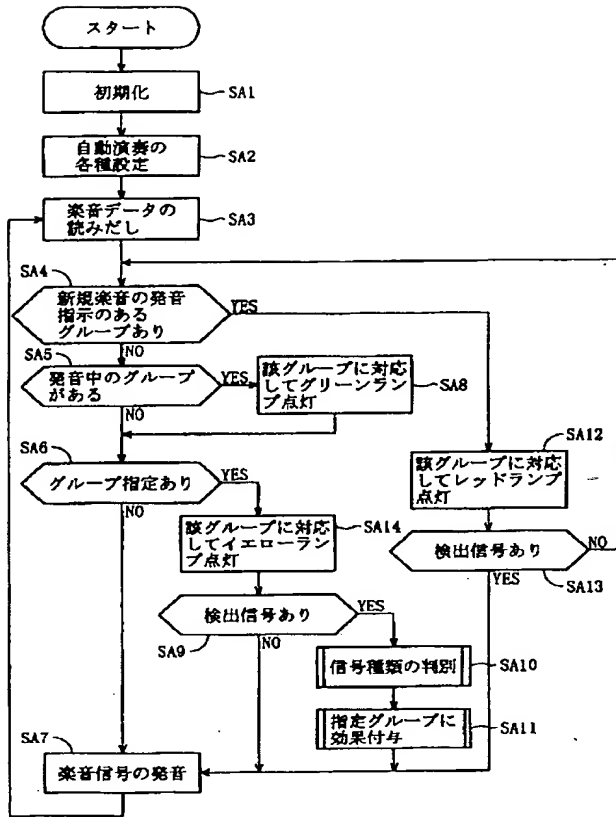 スタート
初期化
SA1
自動演奏の
各種設定
SA2
楽音データの
読みだし
SA3
SA4
新規楽音の発音
指示のある
グループあり
YES
NO
SA5
発音中のグループ
がある
YES
NO
該グループに対応
してグリーンラン
プ点灯
SA8
SA6
グループ指定あり
YES
NO
SA12
該グループに対応
してレッドランプ
点灯
該グループに対応
してイエローラン
プ点灯
SA14
検出信号あり
NO
YES
SA13
検出信号あり
YES
NO
SA9
信号種類の判別
SA10
指定グループに
効果付与
SA11
SA7
楽音信号の発音